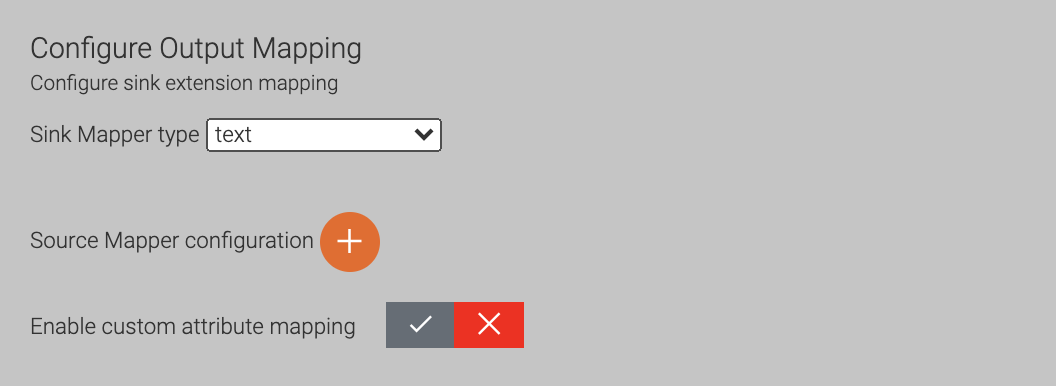 Configure Output Mapping
Configure sink extension mapping
Sink Mapper type text
Source Mapper configuration
Enable custom attribute mapping